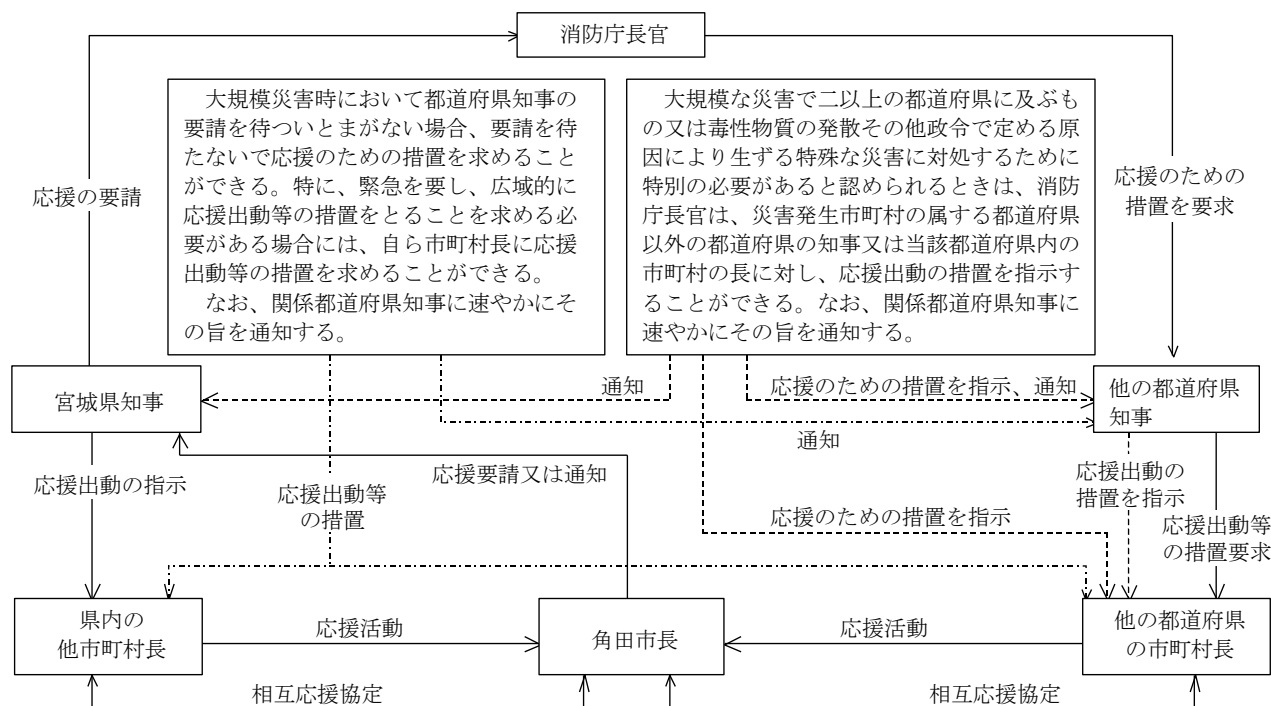 消防庁長官
大規模災害時において都道府県知事の
要請を待ついとまがない場合、要請を待
たないで応援のための措置を求めること
ができる。特に、緊急を要し、広域的に
応援出動等の措置をとることを求める必
要がある場合には、自ら市町村長に応援
出動等の措置を求めることができる。
なお、関係都道府県知事に速やかにそ
の旨を通知する。
大規模な災害で二以上の都道府県に及ぶも
の又は毒性物質の発散その他政令で定める原
因により生ずる特殊な災害に対処するために
特別の必要があると認められるときは、消防
庁長官は、災害発生市町村の属する都道府県
以外の都道府県の知事又は当該都道府県内の
市町村の長に対し、応援出動の措置を指示す
ることができる。なお、関係都道府県知事に
速やかにその旨を通知する。
応援の要請
応援のための
措置を要求
宮城県知事
通知
応援のための措置を指示、通知
他の都道府県
知事
通知
応援出動の指示
応援出動等
の措置
応援要請又は通知
応援のための措置を指示
応援出動の
措置を指示
応援出動等
の措置要求
県内の
他市町村長
応援活動
角田市長
応援活動
他の都道府県
の市町村長
相互応援協定
相互応援協定